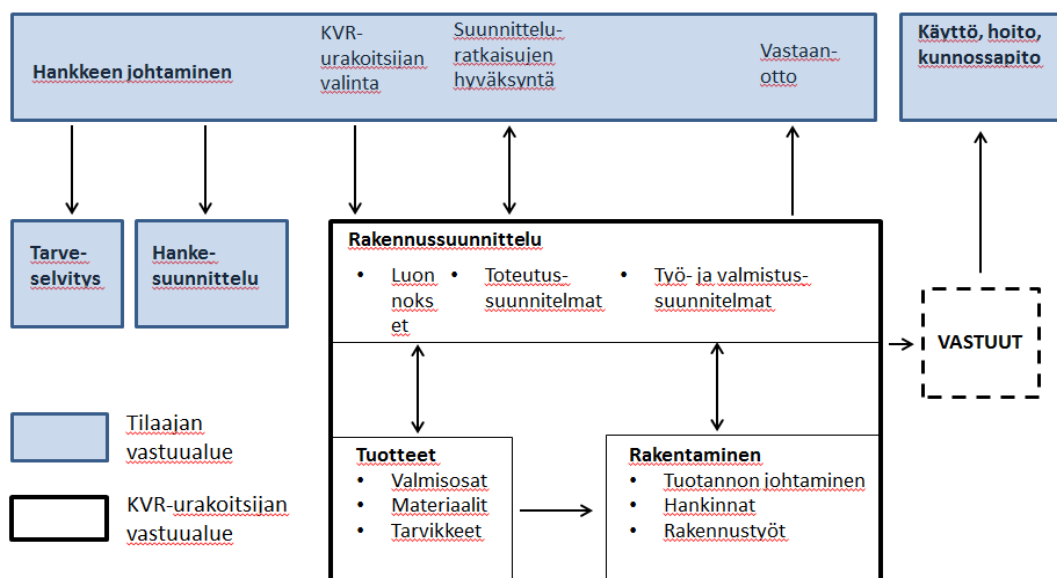 Hankkeen johtaminen
KVR-
urakoitsijan
valinta
Suunnittelu-
ratkaisujen
hyväksyntä
Vastaan-
otto
Käyttö, hoito,
kunnossapito
Tarve-
selvitys
Hanke-
suunnittelu
Rakennussuunnittelu
• Luon
noks
et
• Toteutus-
suunnitelmat
• Työ- ja valmistus-
suunnitelmat
VASTUUT
Tilaajan
vastuualue
KVR-urakoitsijan
vastuualue
Tuotteet
• Valmisosat
• Materiaalit
• Tarvikkeet
Rakentaminen
• Tuotannon johtaminen
• Hankinnat
• Rakennustyöt